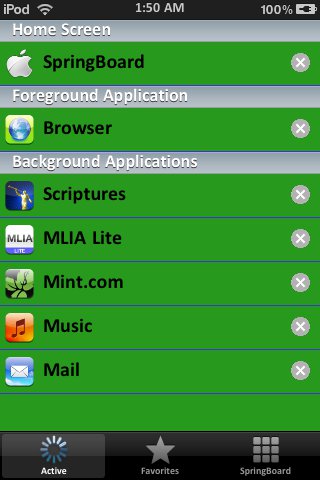 iPod 1:50 AM 100%
Home Screen
SpringBoard
Foreground Application
Browser
Background Applications
Scriptures
MLIA
LITE
MLIA Lite
Mint.com
Music
Mail
Active Favorites SpringBoard